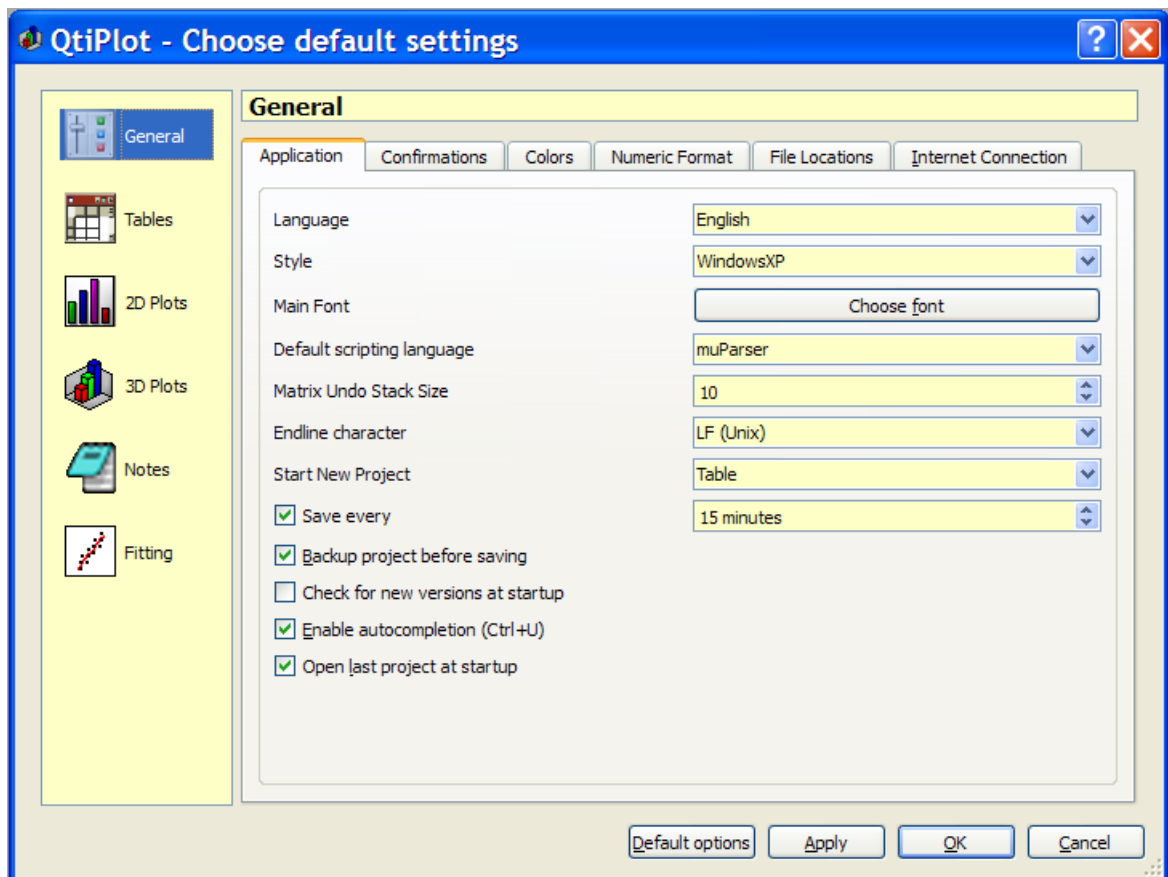 QtiPlot - Choose default settings
General
Tables
2D Plots
3D Plots
Notes
Fitting
General
Application Confirmations Colors Numeric Format File Locations Internet Connection
Language English
Style WindowsXP
Main Font Choose font
Default scripting language muParser
Matrix Undo Stack Size 10
Endline character LF (Unix)
Start New Project Table
Save every 15 minutes
Backup project before saving
Check for new versions at startup
Enable autocompletion (Ctrl+U)
Open last project at startup
Default options Apply OK Cancel